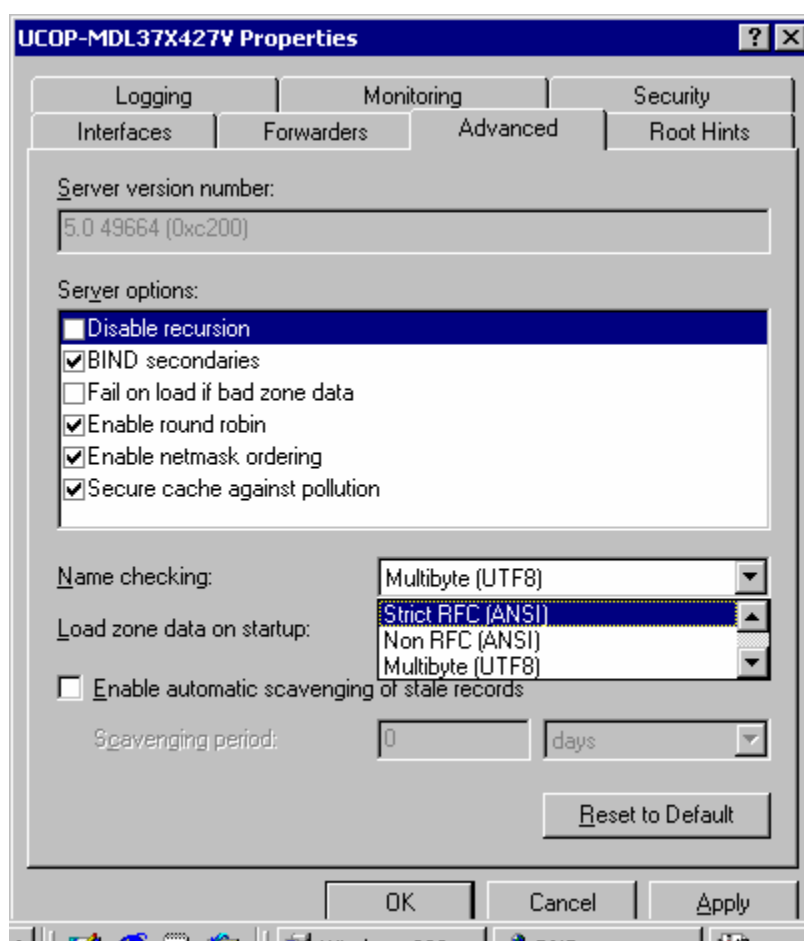 UCOP-MDL37X427V Properties
Logging Monitoring Security
Interfaces Forwarders Advanced Root Hints
Server version number:
5.0 49664 (0xc200)
Server options:
Disable recursion
BIND secondaries
Fail on load if bad zone data
Enable round robin
Enable netmask ordering
Secure cache against pollution
Name checking: Multibyte (UTF8)
Strict RFC (ANSI)
Load zone data on startup:
Non RFC (ANSI)
Multibyte (UTF8)
Enable automatic scavenging of stale records
Scavenging period: 0 days
Reset to Default
OK Cancel Apply